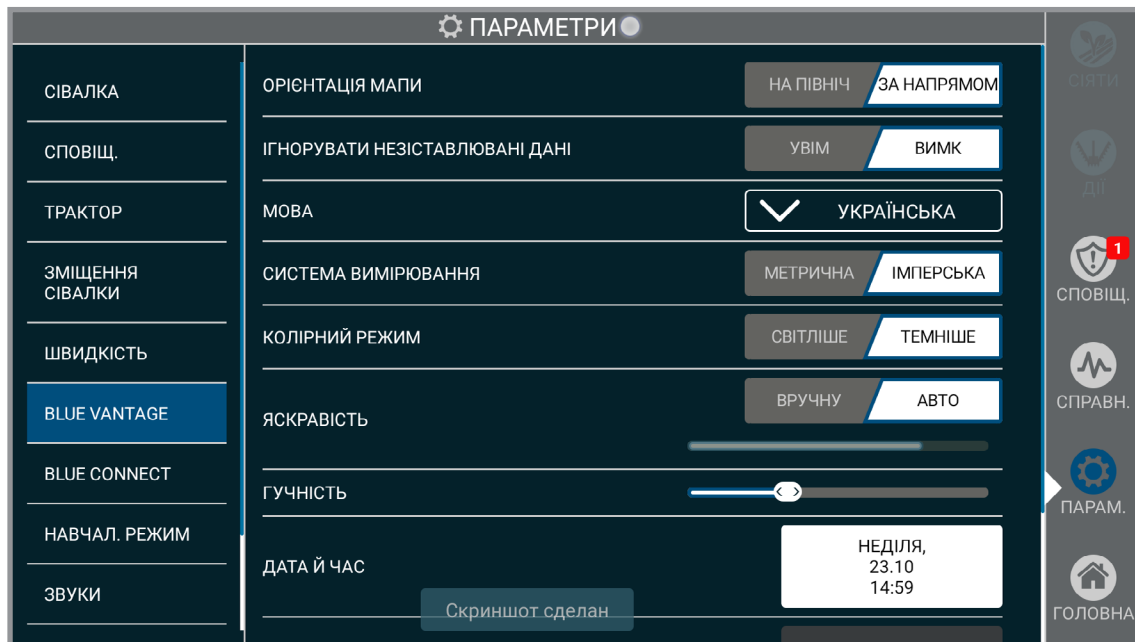 ПАРАМЕТРИ
СІВАЛКА
СПОВІЩ.
ТРАКТОР
ЗМІЩЕННЯ
СІВАЛКИ
ШВИДКІСТЬ
BLUE VANTAGE
BLUE CONNECT
НАВЧАЛ. РЕЖИМ
ЗВУКИ
ОРІЄНТАЦІЯ МАПИ
НА ПІВНІЧ
ЗА НАПРЯМОМ
ІГНОРУВАТИ НЕЗІСТАВЛЮВАНІ ДАНІ
УВІМ
ВИМК
МОВА
УКРАЇНСЬКА
СИСТЕМА ВИМІРЮВАННЯ
МЕТРИЧНА
ІМПЕРСЬКА
КОЛІРНИЙ РЕЖИМ
СВІТЛІШЕ
ТЕМНІШЕ
ЯСКРАВІСТЬ
ВРУЧНУ
АВТО
ГУЧНІСТЬ
ДАТА Й ЧАС
НЕДІЛЯ,
23.10
14:59
Скриншот сделан
СІЯТИ
ДІЇ
1
СПОВІЩ.
СПРАВН.
ПАРАМ.
ГОЛОВНА